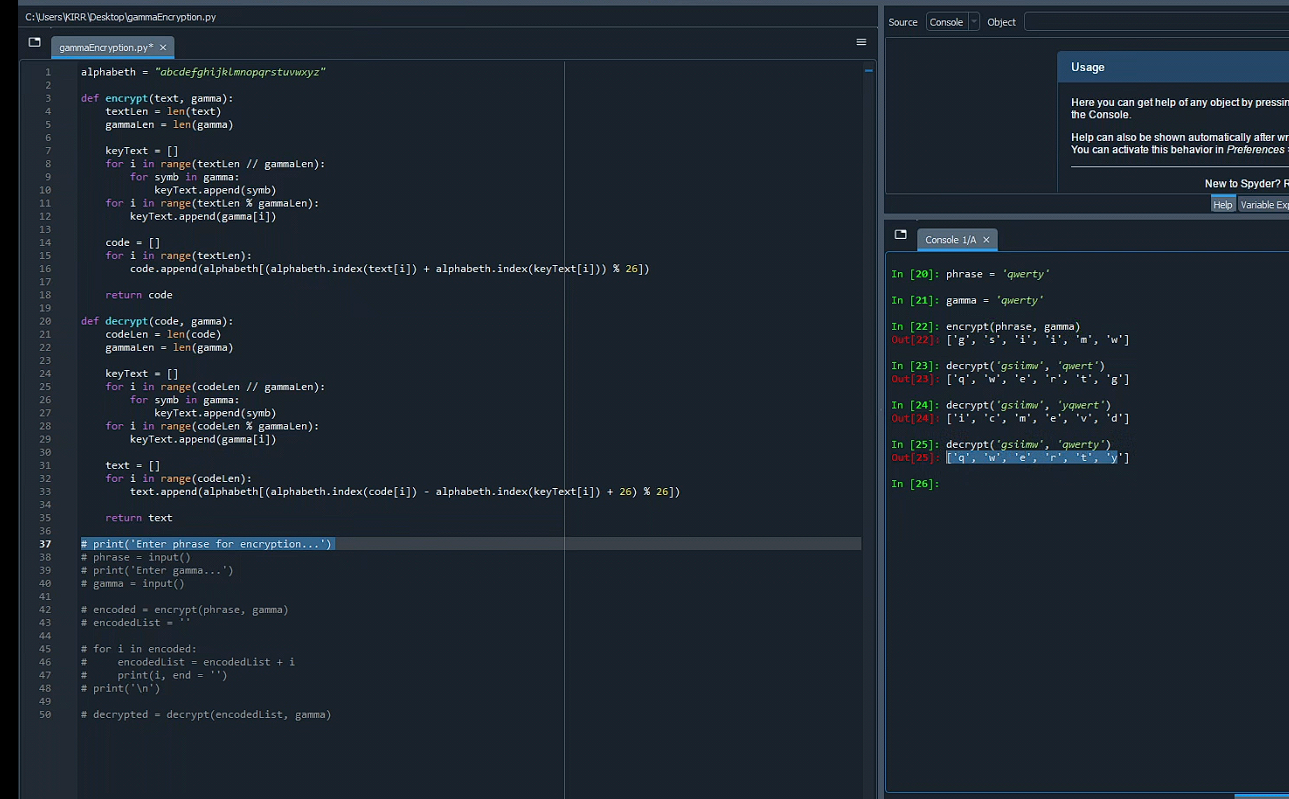 C:\Users\KIRR\Desktop\gammaEncryption.py
gammaEncryption.py*
1 alphabeth = "abcdefghijklmnopqrstuvwxyz"
2
3 def encrypt(text, gamma):
4     textLen = len(text)
5     gammaLen = len(gamma)
6
7     keyText = []
8     for i in range(textLen // gammaLen):
9         for symb in gamma:
10             keyText.append(symb)
11     for i in range(textLen % gammaLen):
12         keyText.append(gamma[i])
13
14     code = []
15     for i in range(textLen):
16         code.append(alphabeth[(alphabeth.index(text[i]) + alphabeth.index(keyText[i])) % 26])
17
18     return code
19
20 def decrypt(code, gamma):
21     codeLen = len(code)
22     gammaLen = len(gamma)
23
24     keyText = []
25     for i in range(codeLen // gammaLen):
26         for symb in gamma:
27             keyText.append(symb)
28     for i in range(codeLen % gammaLen):
29         keyText.append(gamma[i])
30
31     text = []
32     for i in range(codeLen):
33         text.append(alphabeth[(alphabeth.index(code[i]) - alphabeth.index(keyText[i]) + 26) % 26])
34
35     return text
36
37 # print('Enter phrase for encryption...')
38 # phrase = input()
39 # print('Enter gamma...')
40 # gamma = input()
41
42 # encoded = encrypt(phrase, gamma)
43 # encodedList = ''
44
45 # for i in encoded:
46 #     encodedList = encodedList + i
47 #     print(i, end = '')
48 # print('\n')
49
50 # decrypted = decrypt(encodedList, gamma)
Source Console Object
Usage
Here you can get help of any object by pressin
the Console.
Help can also be shown automatically after wr
You can activate this behavior in Preferences >
New to Spyder? R
Help Variable Exp
Console 1/A
In [20]: phrase = 'qwerty'
In [21]: gamma = 'qwerty'
In [22]: encrypt(phrase, gamma)
Out[22]: ['g', 's', 'i', 'i', 'm', 'w']
In [23]: decrypt('gsiimw', 'qwert')
Out[23]: ['q', 'w', 'e', 'r', 't', 'g']
In [24]: decrypt('gsiimw', 'yqwert')
Out[24]: ['i', 'c', 'm', 'e', 'v', 'd']
In [25]: decrypt('gsiimw', 'qwerty')
Out[25]: ['q', 'w', 'e', 'r', 't', 'y']
In [26]: